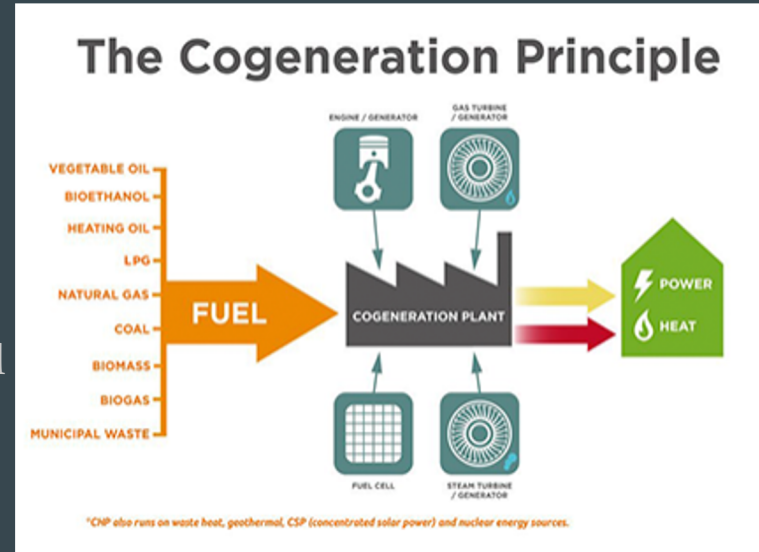 The Cogeneration Principle
ENGINE / GENERATOR
GAS TURBINE
/ GENERATOR
VEGETABLE OIL
BIOETHANOL
HEATING OIL
LPG
NATURAL GAS
COAL
BIOMASS
BIOGAS
MUNICIPAL WASTE
FUEL
COGENERATION PLANT
POWER
HEAT
FUEL CELL
STEAM TURBINE
/ GENERATOR
*CNP also runs on waste heat, geothermal, CSP (concentrated solar power) and nuclear energy sources.